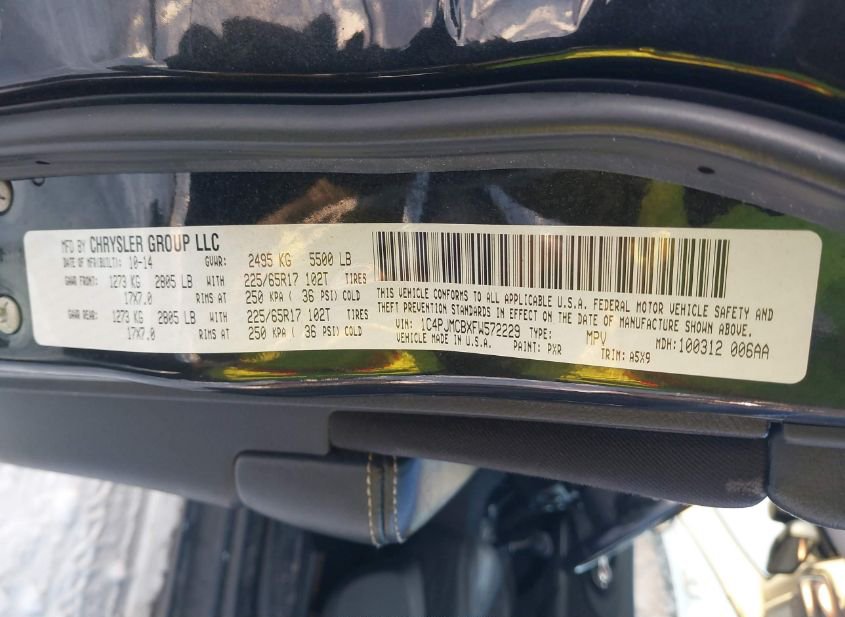 MFD BY CHRYSLER GROUP LLC
DATE OF MFR(BUILT): 10-14 GVWR: 2495 KG 5500 LB
GAWR FRONT: 1273 KG 2805 LB WITH 225/65R17 102T TIRES
17X7.0 RIMS AT 250 KPA ( 36 PSI) COLD
GAWR REAR: 1273 KG 2805 LB WITH 225/65R17 102T TIRES
17X7.0 RIMS AT 250 KPA ( 36 PSI) COLD
THIS VEHICLE CONFORMS TO ALL APPLICABLE U.S.A. FEDERAL MOTOR VEHICLE SAFETY AND
THEFT PREVENTION STANDARDS IN EFFECT ON THE DATE OF MANUFACTURE SHOWN ABOVE.
VIN: 1C4PJMCBXFW572229 TYPE: MPV MDH: 100312 006AA
VEHICLE MADE IN U.S.A. PAINT: PXR TRIM: A5X9